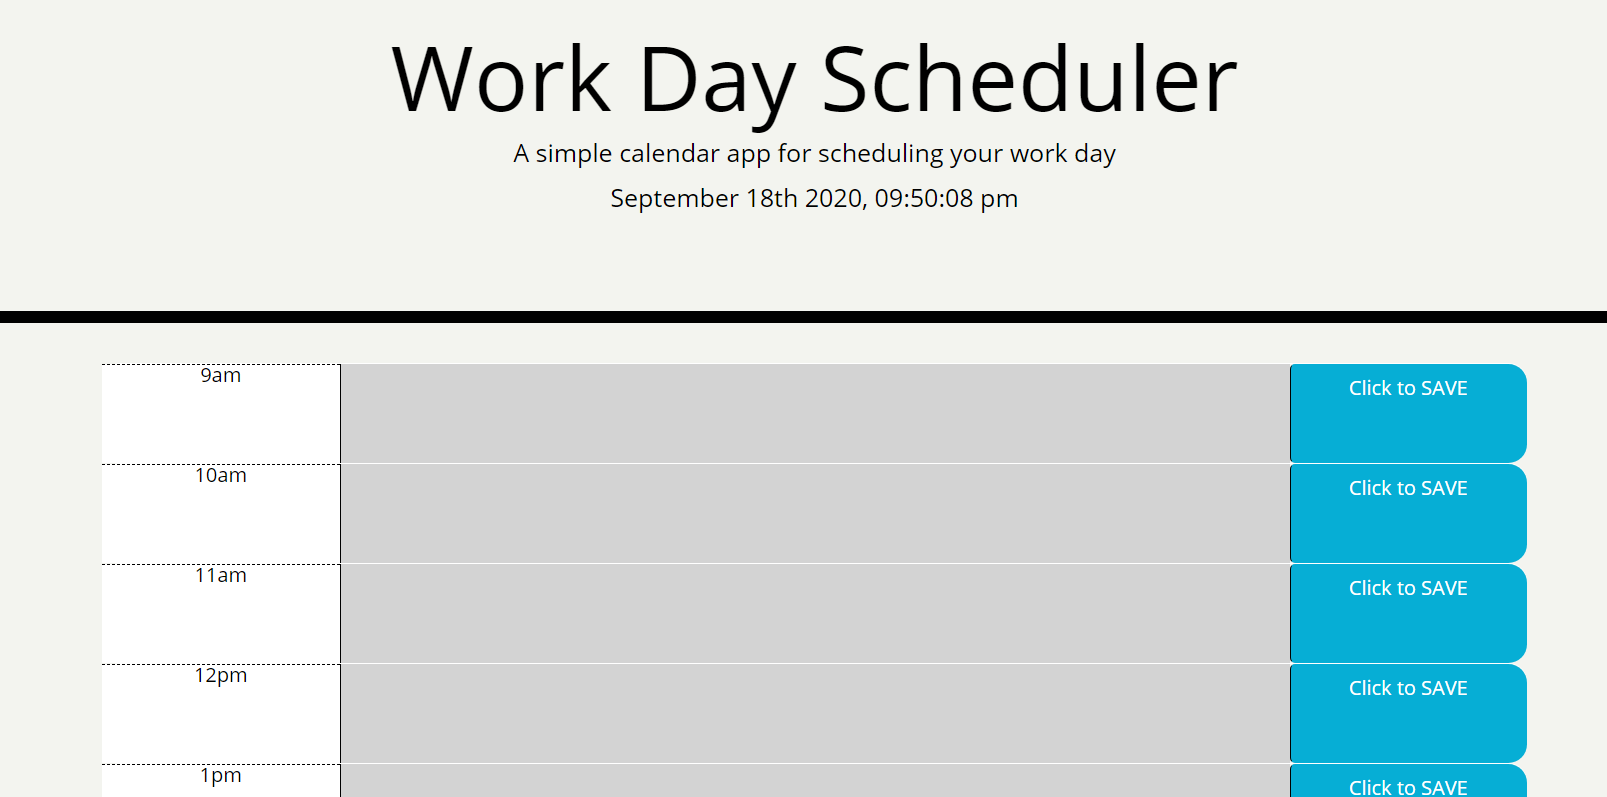 Work Day Scheduler
A simple calendar app for scheduling your work day
September 18th 2020, 09:50:08 pm
9am
Click to SAVE
10am
Click to SAVE
11am
Click to SAVE
12pm
Click to SAVE
1pm
Click to SAVE